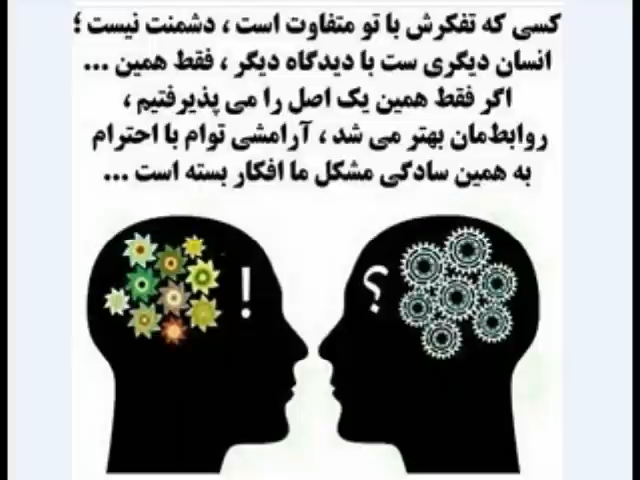 کسی که تفکرش با تو متفاوت است ، دشمنت نیست ؛
انسان دیگری ست با دیدگاه دیگر ، فقط همین ...
اگر فقط همین یک اصل را می پذیرفتیم ،
روابطمان بهتر می شد ، آرامشی توام با احترام
به همین سادگی مشکل ما افکار بسته است ...
! ؟